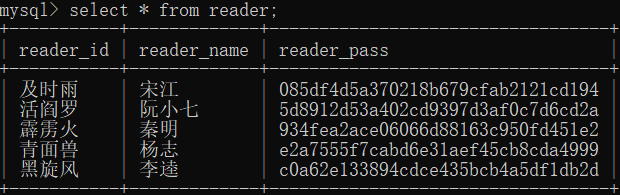 mysql> select * from reader;
reader_id | reader_name | reader_pass
及时雨 | 宋江 | 085df4d5a370218b679cfab2121cd194
活阎罗 | 阮小七 | 5d8912d53a402cd9397d3af0c7d6cd2a
霹雳火 | 秦明 | 934fea2ace06066d88163c950fd451e2
青面兽 | 杨志 | e2a7555f7cabd6e31aef45cb8cda4999
黑旋风 | 李逵 | c0a62e133894cdce435bcb4a5df1db2d